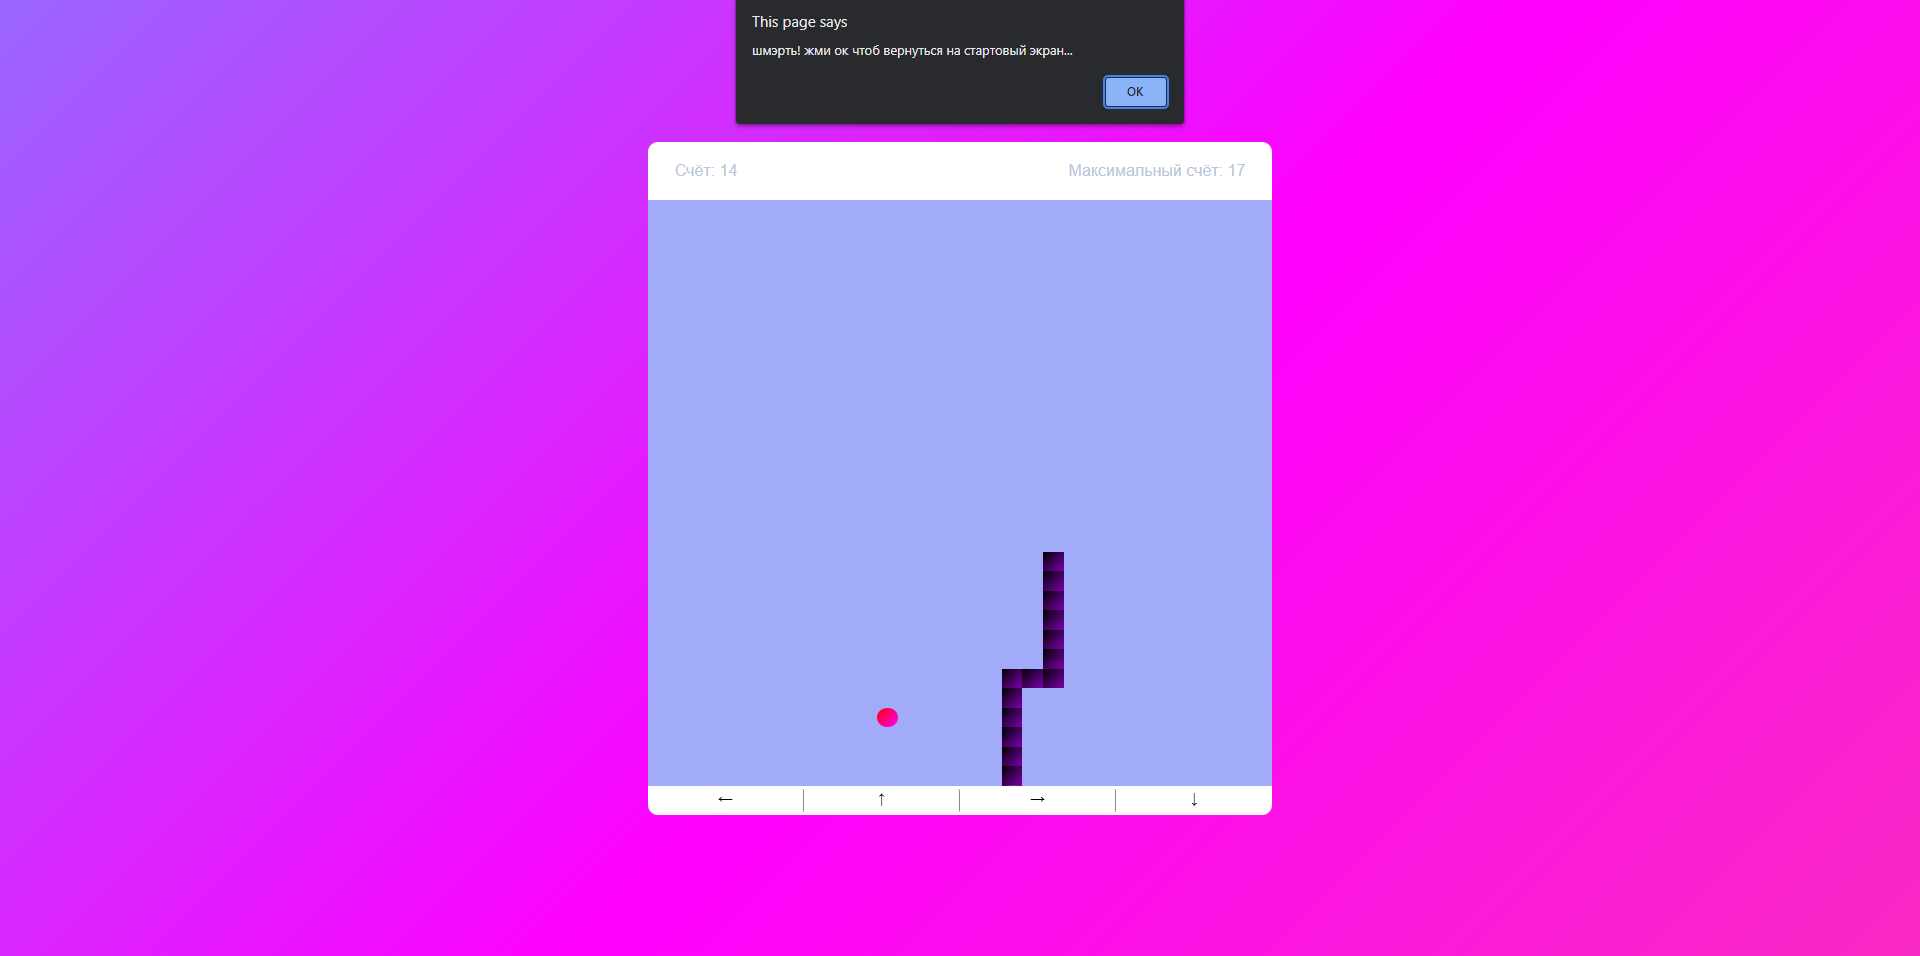 This page says
шмэрть! жми ок чтоб вернуться на стартовый экран...
OK
Счёт: 14
Максимальный счёт: 17
← ↑ → ↓